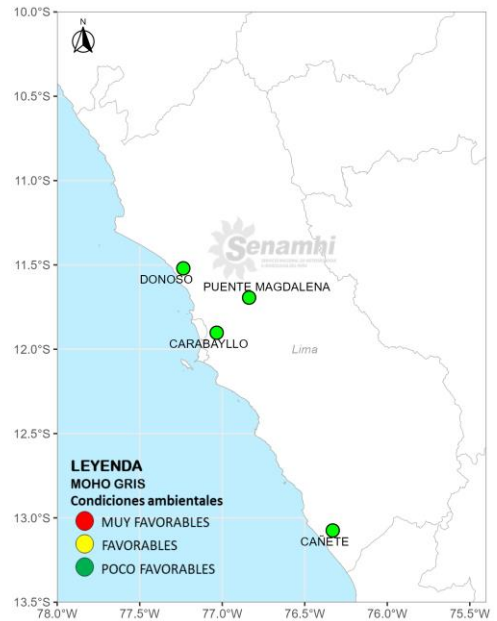 10.0°S
N
10.5°S
11.0°S
Senamhi
11.5°S
DONOSO
PUENTE MAGDALENA
CARABAYLLO
12.0°S
Lima
12.5°S
LEYENDA
MOHO GRIS
Condiciones ambientales
MUY FAVORABLES
13.0°S
FAVORABLES
CAÑETE
POCO FAVORABLES
13.5°S
78.0°W
77.5°W
77.0°W
76.5°W
76.0°W
75.5°W